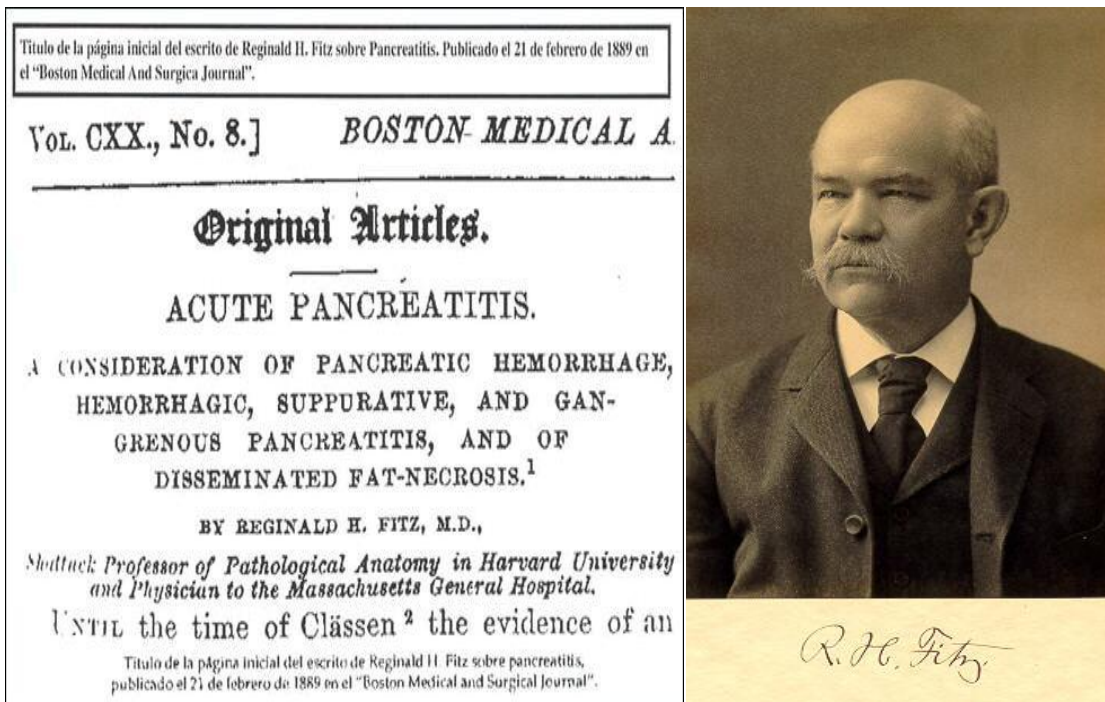 Titulo de la página inicial del escrito de Reginald H. Fitz sobre Pancreatitis. Publicado el 21 de febrero de 1889 en
el “Boston Medical And Surgica Journal”.
VOL. CXX., No. 8.] BOSTON MEDICAL A
Original Articles.
ACUTE PANCREATITIS.
A CONSIDERATION OF PANCREATIC HEMORRHAGE,
HEMORRHAGIC, SUPPURATIVE, AND GAN-
GRENOUS PANCREATITIS, AND OF
DISSEMINATED FAT-NECROSIS.¹
BY REGINALD H. FITZ, M.D.,
Professor of Pathological Anatomy in Harvard University
and Physician to the Massachusetts General Hospital.
UNTIL the time of Clässen ² the evidence of an
Titulo de la página inicial del escrito de Reginald H. Fitz sobre pancreatitis,
publicado el 21 de febrero de 1889 en el “Boston Medical and Surgical Journal”.
R. H. Fitz.